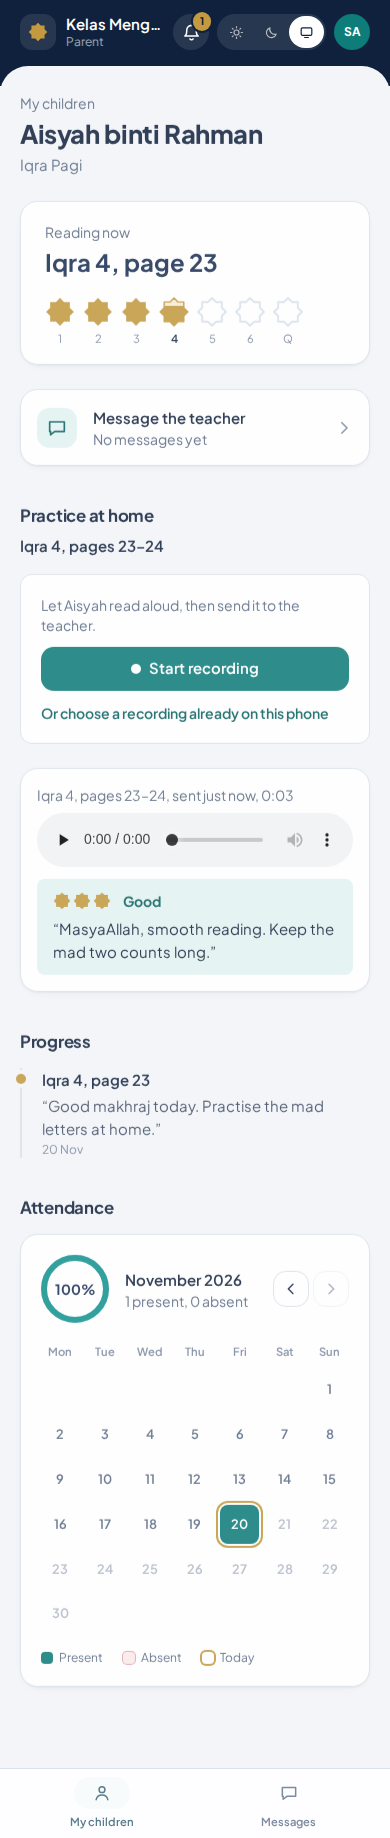 Kelas Meng...
Parent
1
SA
My children
Aisyah binti Rahman
Iqra Pagi
Reading now
Iqra 4, page 23
1 2 3 4 5 6 Q
Message the teacher
No messages yet
Practice at home
Iqra 4, pages 23–24
Let Aisyah read aloud, then send it to the
teacher.
Start recording
Or choose a recording already on this phone
Iqra 4, pages 23–24, sent just now, 0:03
0:00 / 0:00
Good
“MasyaAllah, smooth reading. Keep the
mad two counts long.”
Progress
Iqra 4, page 23
“Good makhraj today. Practise the mad
letters at home.”
20 Nov
Attendance
100%
November 2026
1 present, 0 absent
Mon Tue Wed Thu Fri Sat Sun
1
2 3 4 5 6 7 8
9 10 11 12 13 14 15
16 17 18 19 20 21 22
23 24 25 26 27 28 29
30
Present Absent Today
My children Messages